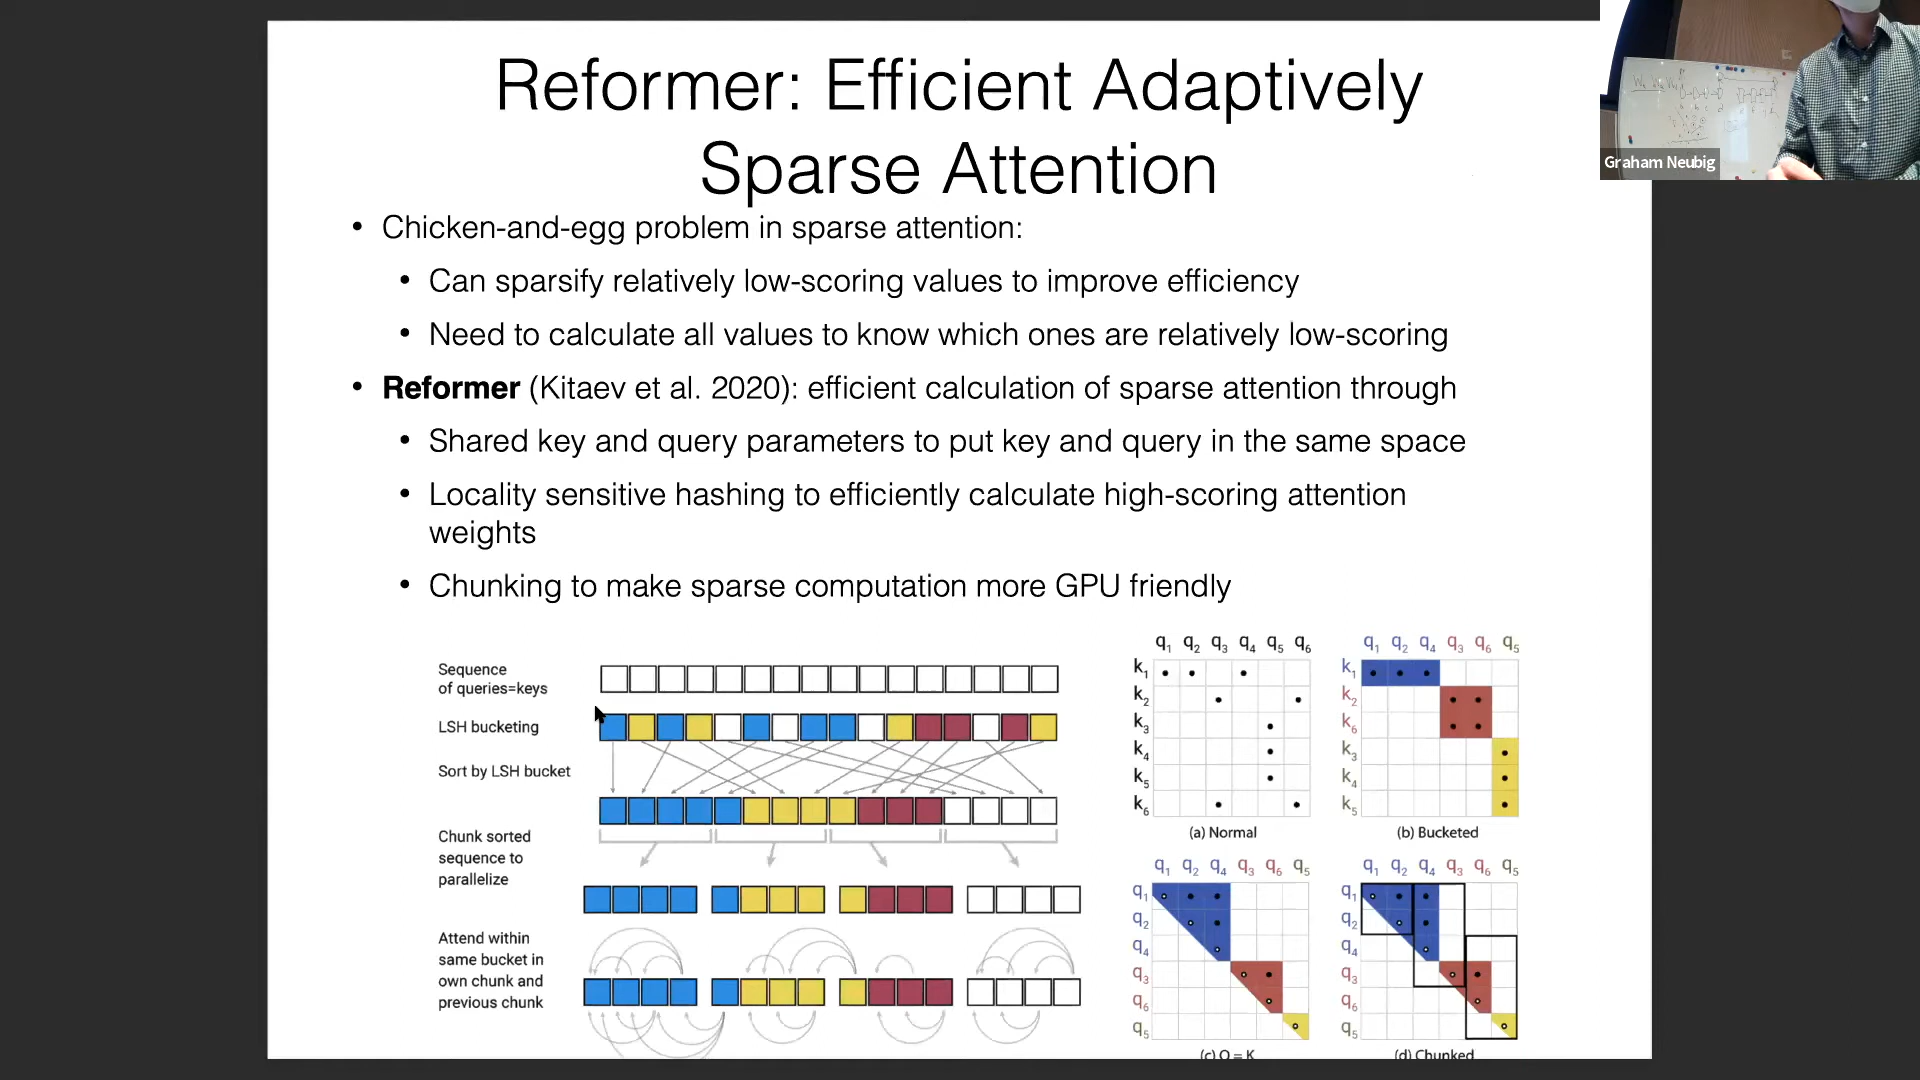 Reformer: Efficient Adaptively
Sparse Attention
Graham Neubig
• Chicken-and-egg problem in sparse attention:
• Can sparsify relatively low-scoring values to improve efficiency
• Need to calculate all values to know which ones are relatively low-scoring
• Reformer (Kitaev et al. 2020): efficient calculation of sparse attention through
• Shared key and query parameters to put key and query in the same space
• Locality sensitive hashing to efficiently calculate high-scoring attention
weights
• Chunking to make sparse computation more GPU friendly
Sequence
of queries=keys
LSH bucketing
Sort by LSH bucket
Chunk sorted
sequence to
parallelize
Attend within
same bucket in
own chunk and
previous chunk
q1 q2 q3 q4 q5 q6
k1
k2
k3
k4
k5
k6
(a) Normal
q1 q2 q4 q3 q6 q5
k1
k2
k6
k3
k4
k5
(b) Bucketed
q1 q2 q4 q3 q6 q5
q1
q2
q4
q3
q6
q5
(c) Q = K
q1 q2 q4 q3 q6 q5
q1
q2
q4
q3
q6
q5
(d) Chunked